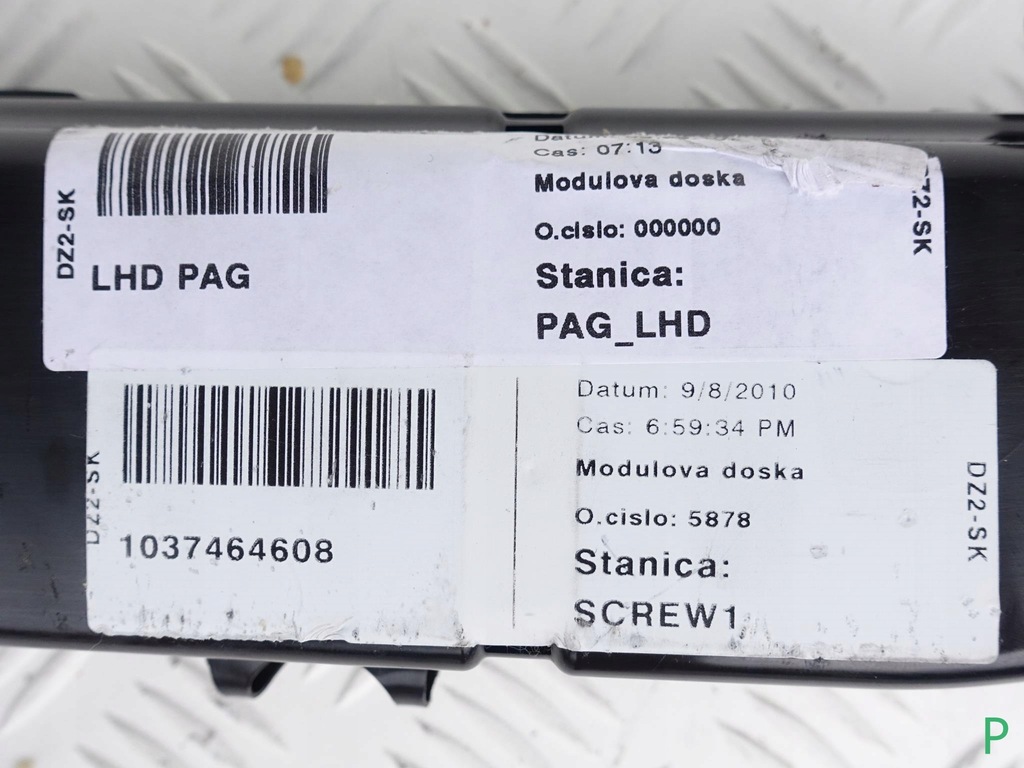 DZ2-SK
LHD PAG
Datum:
Cas: 07:13
Modulova doska
O.cislo: 000000
Stanica:
PAG_LHD
DZ2-SK
DZ2-SK
1037464608
Datum: 9/8/2010
Cas: 6:59:34 PM
Modulova doska
O.cislo: 5878
Stanica:
SCREW1
DZ2-SK
P